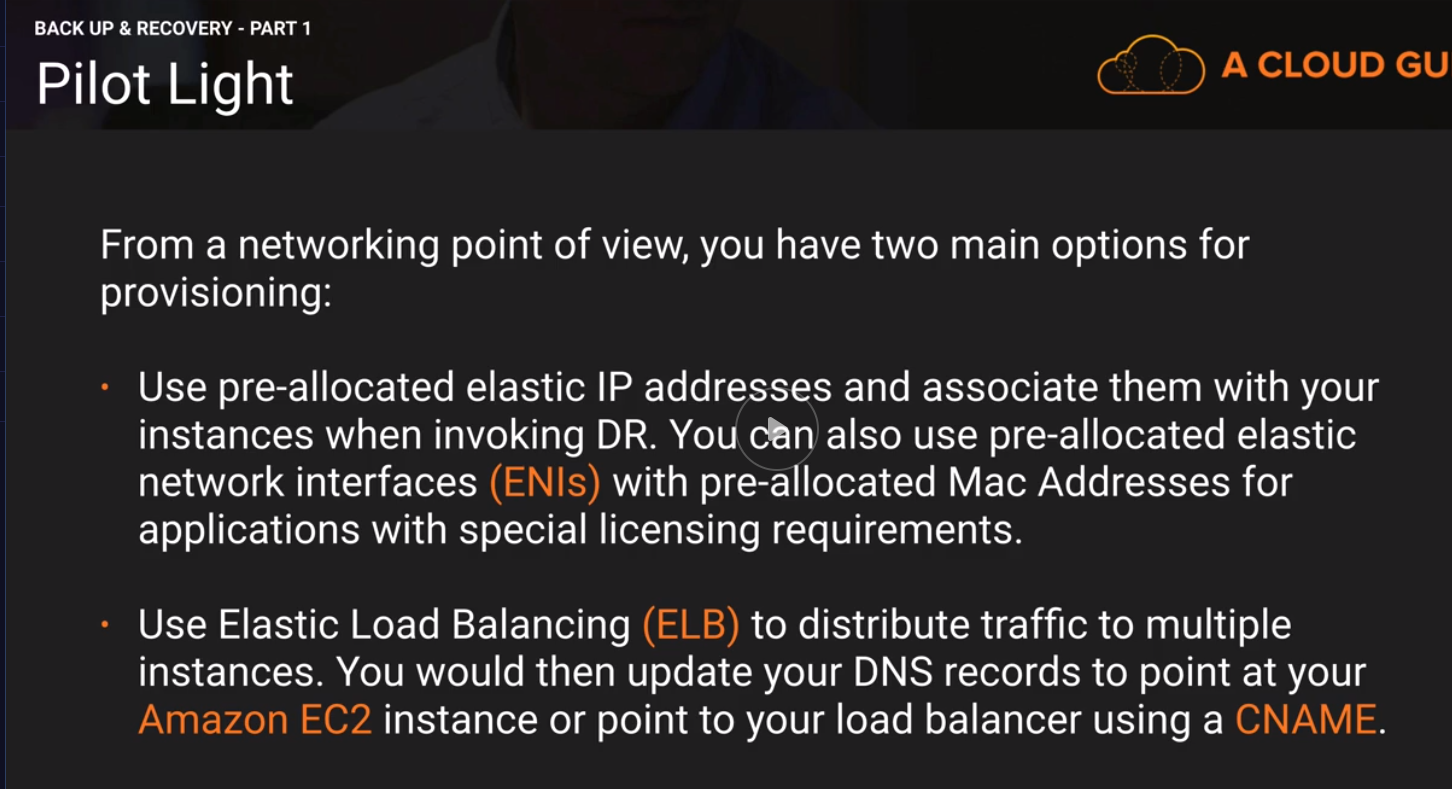 BACK UP & RECOVERY - PART 1
Pilot Light
A CLOUD GU
From a networking point of view, you have two main options for
provisioning:
• Use pre-allocated elastic IP addresses and associate them with your
instances when invoking DR. You can also use pre-allocated elastic
network interfaces (ENIs) with pre-allocated Mac Addresses for
applications with special licensing requirements.
• Use Elastic Load Balancing (ELB) to distribute traffic to multiple
instances. You would then update your DNS records to point at your
Amazon EC2 instance or point to your load balancer using a CNAME.